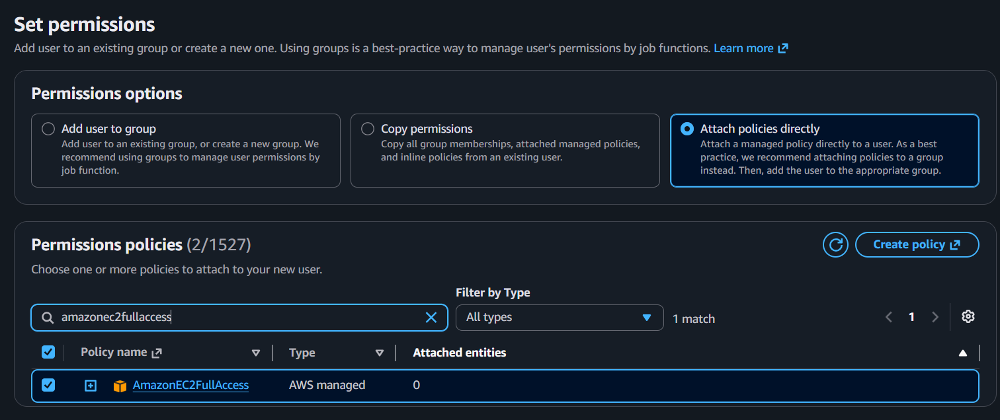 Set permissions
Add user to an existing group or create a new one. Using groups is a best-practice way to manage user's permissions by job functions. Learn more
Permissions options
Add user to group
Add user to an existing group, or create a new group. We
recommend using groups to manage user permissions by
job function.
Copy permissions
Copy all group memberships, attached managed policies,
and inline policies from an existing user.
Attach policies directly
Attach a managed policy directly to a user. As a best
practice, we recommend attaching policies to a group
instead. Then, add the user to the appropriate group.
Permissions policies (2/1527)
Create policy
Choose one or more policies to attach to your new user.
Filter by Type
amazonec2fullaccess
All types
1 match
1
Policy name
Type
Attached entities
AmazonEC2FullAccess
AWS managed
0